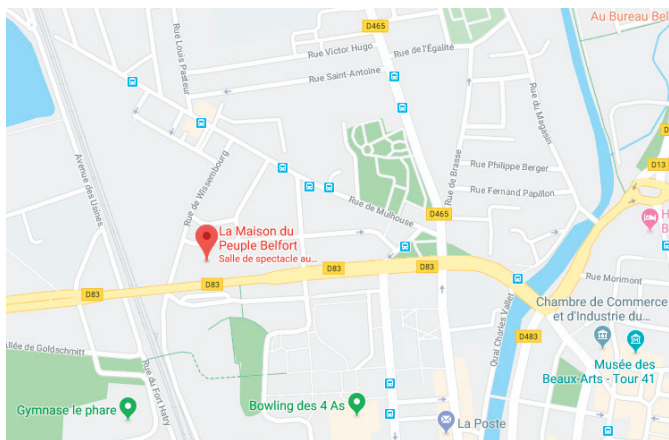 D465
Au Bureau Bel
Rue Louis Pasteur
Rue Victor Hugo
Rue de l'Égalité
Rue Saint-Antoine
Rue du Magasin
Avenue des Usines
Rue de Wissembourg
Rue de Brasse
D
D13
Rue Philippe Berger
Rue Fernand Papillon
Rue de Mulhouse
D465
H
B
La Maison du
Peuple Belfort
Salle de spectacle au...
D83
D83
D83
D83
Rue Morimont
Quai Charles Vallet
Chambre de Commerce
et d'Industrie du...
D483
Allée de Goldschmitt
Rue du Fort Hatry
Musée des
Beaux-Arts - Tour 41
Gymnase le phare
Bowling des 4 As
La Poste